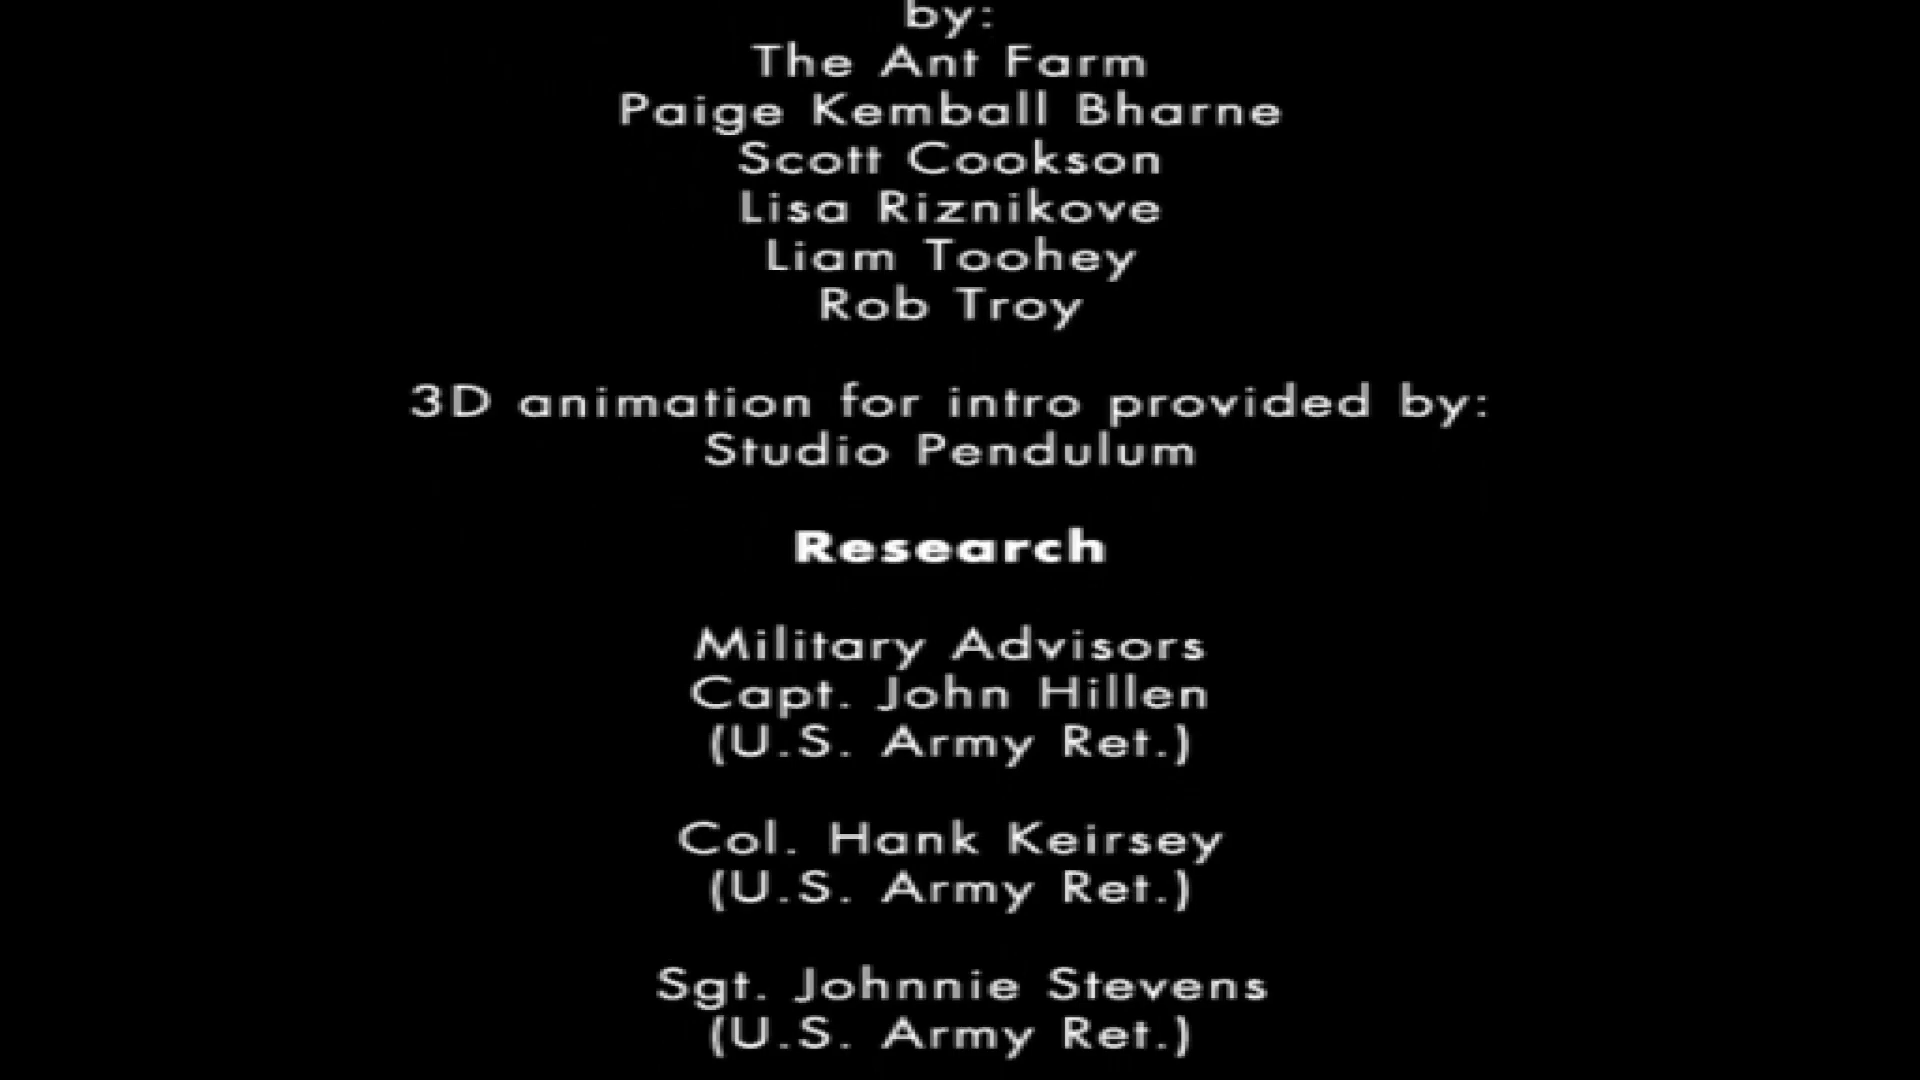 by:
The Ant Farm
Paige Kemball Bharne
Scott Cookson
Lisa Riznikove
Liam Toohey
Rob Troy
3D animation for intro provided by:
Studio Pendulum
Research
Military Advisors
Capt. John Hillen
(U.S. Army Ret.)
Col. Hank Keirsey
(U.S. Army Ret.)
Sgt. Johnnie Stevens
(U.S. Army Ret.)